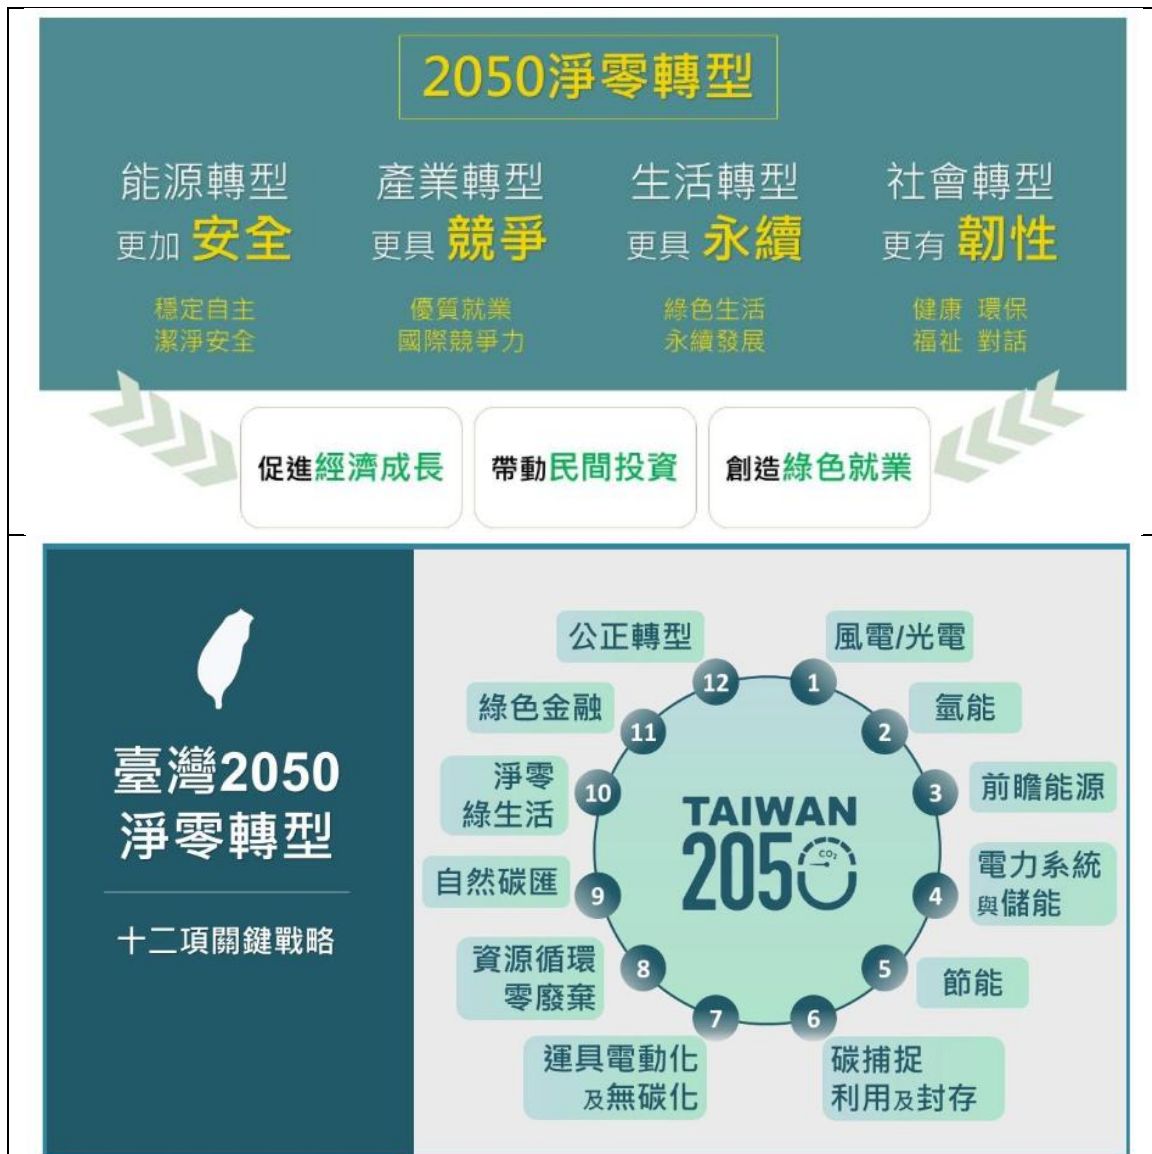 2050淨零轉型
能源轉型
更加 安全
穩定自主
潔淨安全
產業轉型
更具 競爭
優質就業
國際競爭力
生活轉型
更具 永續
綠色生活
永續發展
社會轉型
更有 韌性
健康 環保
福祉 對話
促進經濟成長
帶動民間投資
創造綠色就業
臺灣2050
淨零轉型
十二項關鍵戰略
TAIWAN
2050
CO2
1
風電/光電
2
氫能
3
前瞻能源
4
電力系統
與儲能
5
節能
6
碳捕捉
利用及封存
7
運具電動化
及無碳化
8
資源循環
零廢棄
9
自然碳匯
10
淨零
綠生活
11
綠色金融
12
公正轉型